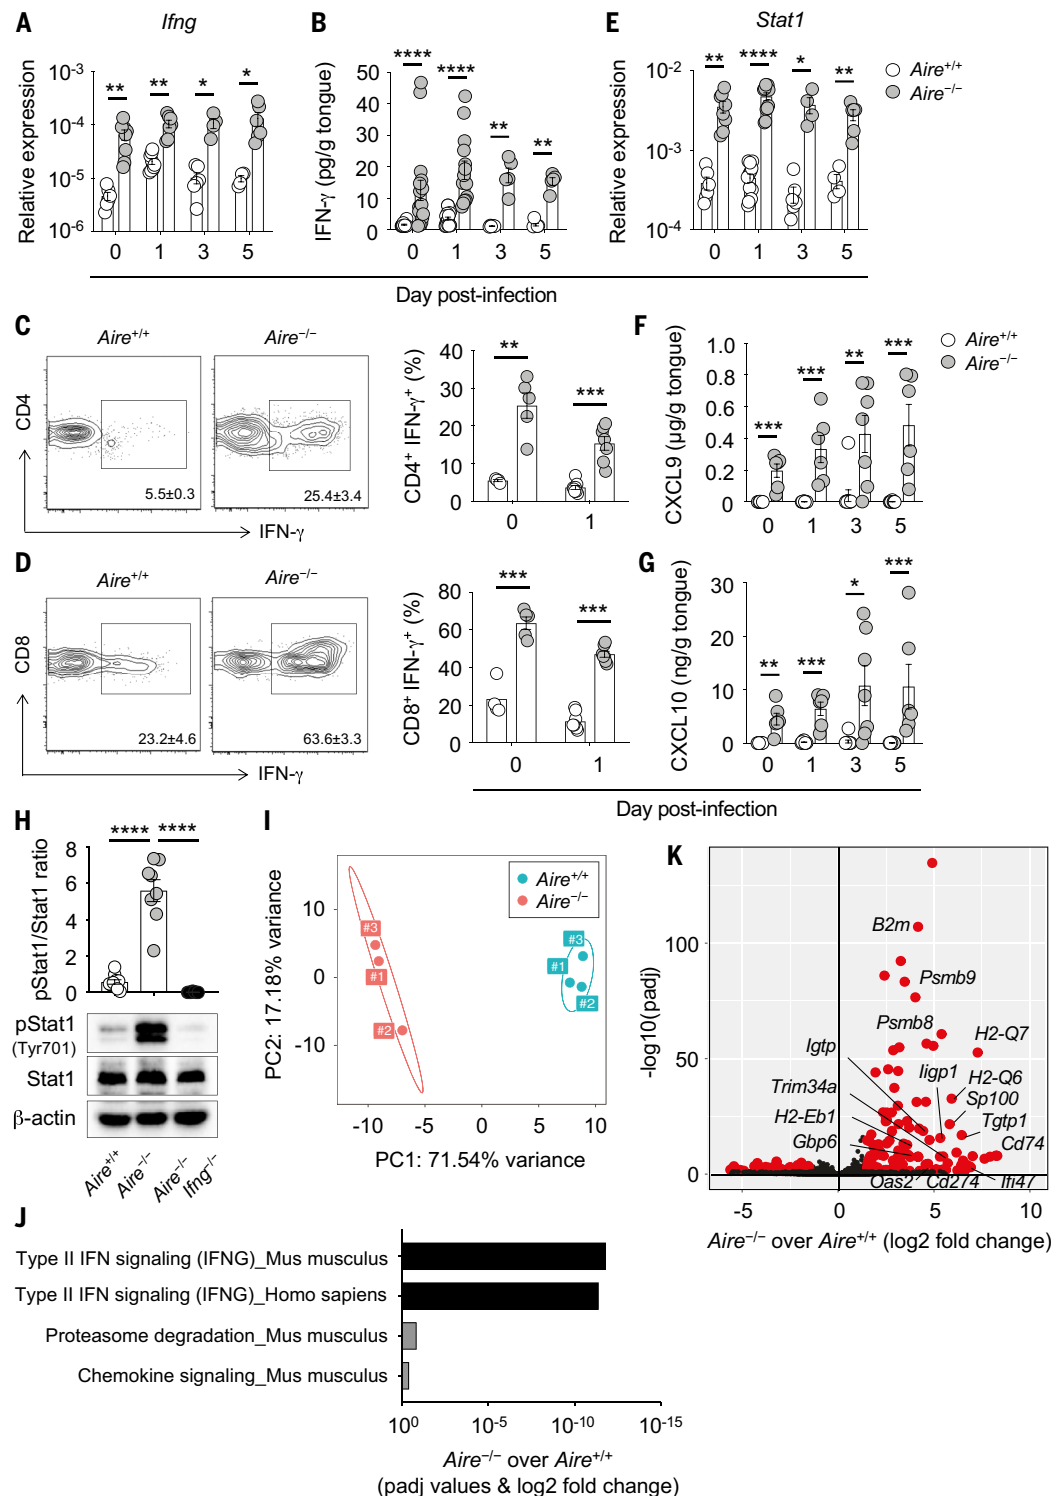 A
Ifng
Relative expression
10-3
10-4
10-5
10-6
** ** * *
0 1 3 5
B
IFN-γ (pg/g tongue)
50
40
30
20
10
0
**** **** ** **
0 1 3 5
E
Stat1
Relative expression
10-2
10-3
10-4
** **** * **
0 1 3 5
Aire+/+
Aire−/−
Day post-infection
C
Aire+/+
Aire−/−
CD4
5.5±0.3
25.4±3.4
IFN-γ
CD4+ IFN-γ+ (%)
40
30
20
10
0
** ***
0 1
F
CXCL9 (µg/g tongue)
1.0
0.8
0.6
0.4
0.2
0
*** *** ** ***
0 1 3 5
Aire+/+
Aire−/−
D
Aire+/+
Aire−/−
CD8
23.2±4.6
63.6±3.3
IFN-γ
CD8+ IFN-γ+ (%)
80
60
40
20
0
*** ***
0 1
G
CXCL10 (ng/g tongue)
30
20
10
0
** *** * ***
0 1 3 5
Day post-infection
H
pStat1/Stat1 ratio
8
6
4
2
0
**** ****
pStat1
(Tyr701)
Stat1
β-actin
Aire+/+
Aire−/−
Aire−/−
Ifng−/−
I
PC2: 17.18% variance
10
0
-10
Aire+/+
Aire−/−
#3
#1
#2
#3
#1
#2
-10 -5 0 5 10
PC1: 71.54% variance
K
-log10(padj)
100
50
0
B2m
Psmb9
Psmb8
H2-Q7
Igtp
Iigp1
H2-Q6
Trim34a
Sp100
H2-Eb1
Tgtp1
Gbp6
Cd74
Oas2
Cd274
Ifi47
-5 0 5 10
Aire−/− over Aire+/+ (log2 fold change)
J
Type II IFN signaling (IFNG)_Mus musculus
Type II IFN signaling (IFNG)_Homo sapiens
Proteasome degradation_Mus musculus
Chemokine signaling_Mus musculus
100 10-5 10-10 10-15
Aire−/− over Aire+/+
(padj values & log2 fold change)